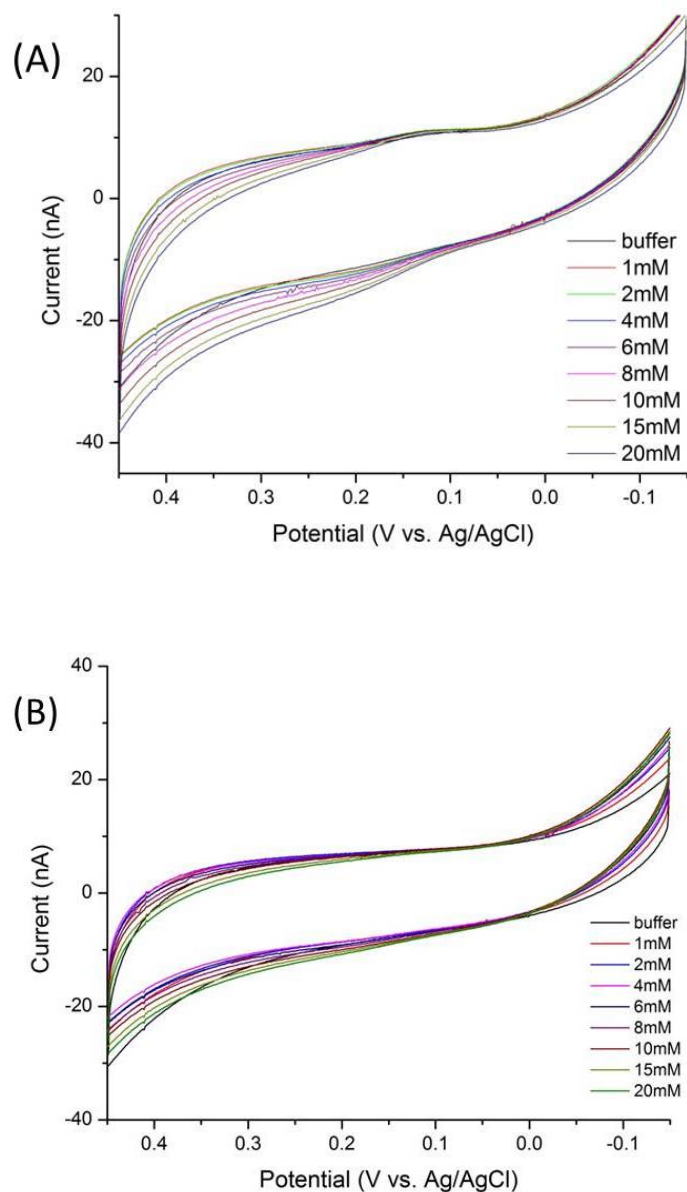 (A)
20
0
-20
-40
Current (nA)
0.4 0.3 0.2 0.1 0.0 -0.1
Potential (V vs. Ag/AgCl)
buffer
1mM
2mM
4mM
6mM
8mM
10mM
15mM
20mM
(B)
40
20
0
-20
-40
Current (nA)
0.4 0.3 0.2 0.1 0.0 -0.1
Potential (V vs. Ag/AgCl)
buffer
1mM
2mM
4mM
6mM
8mM
10mM
15mM
20mM